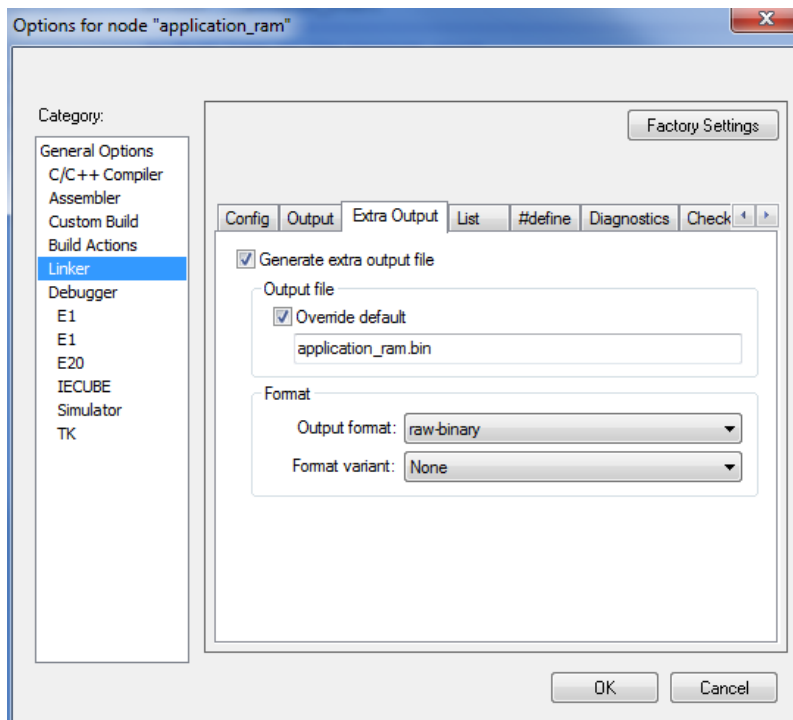 Options for node "application_ram"
Category:
General Options
C/C++ Compiler
Assembler
Custom Build
Build Actions
Linker
Debugger
E1
E1
E20
IECUBE
Simulator
TK
Factory Settings
Config Output Extra Output List #define Diagnostics Check
Generate extra output file
Output file
Override default
application_ram.bin
Format
Output format: raw-binary
Format variant: None
OK Cancel